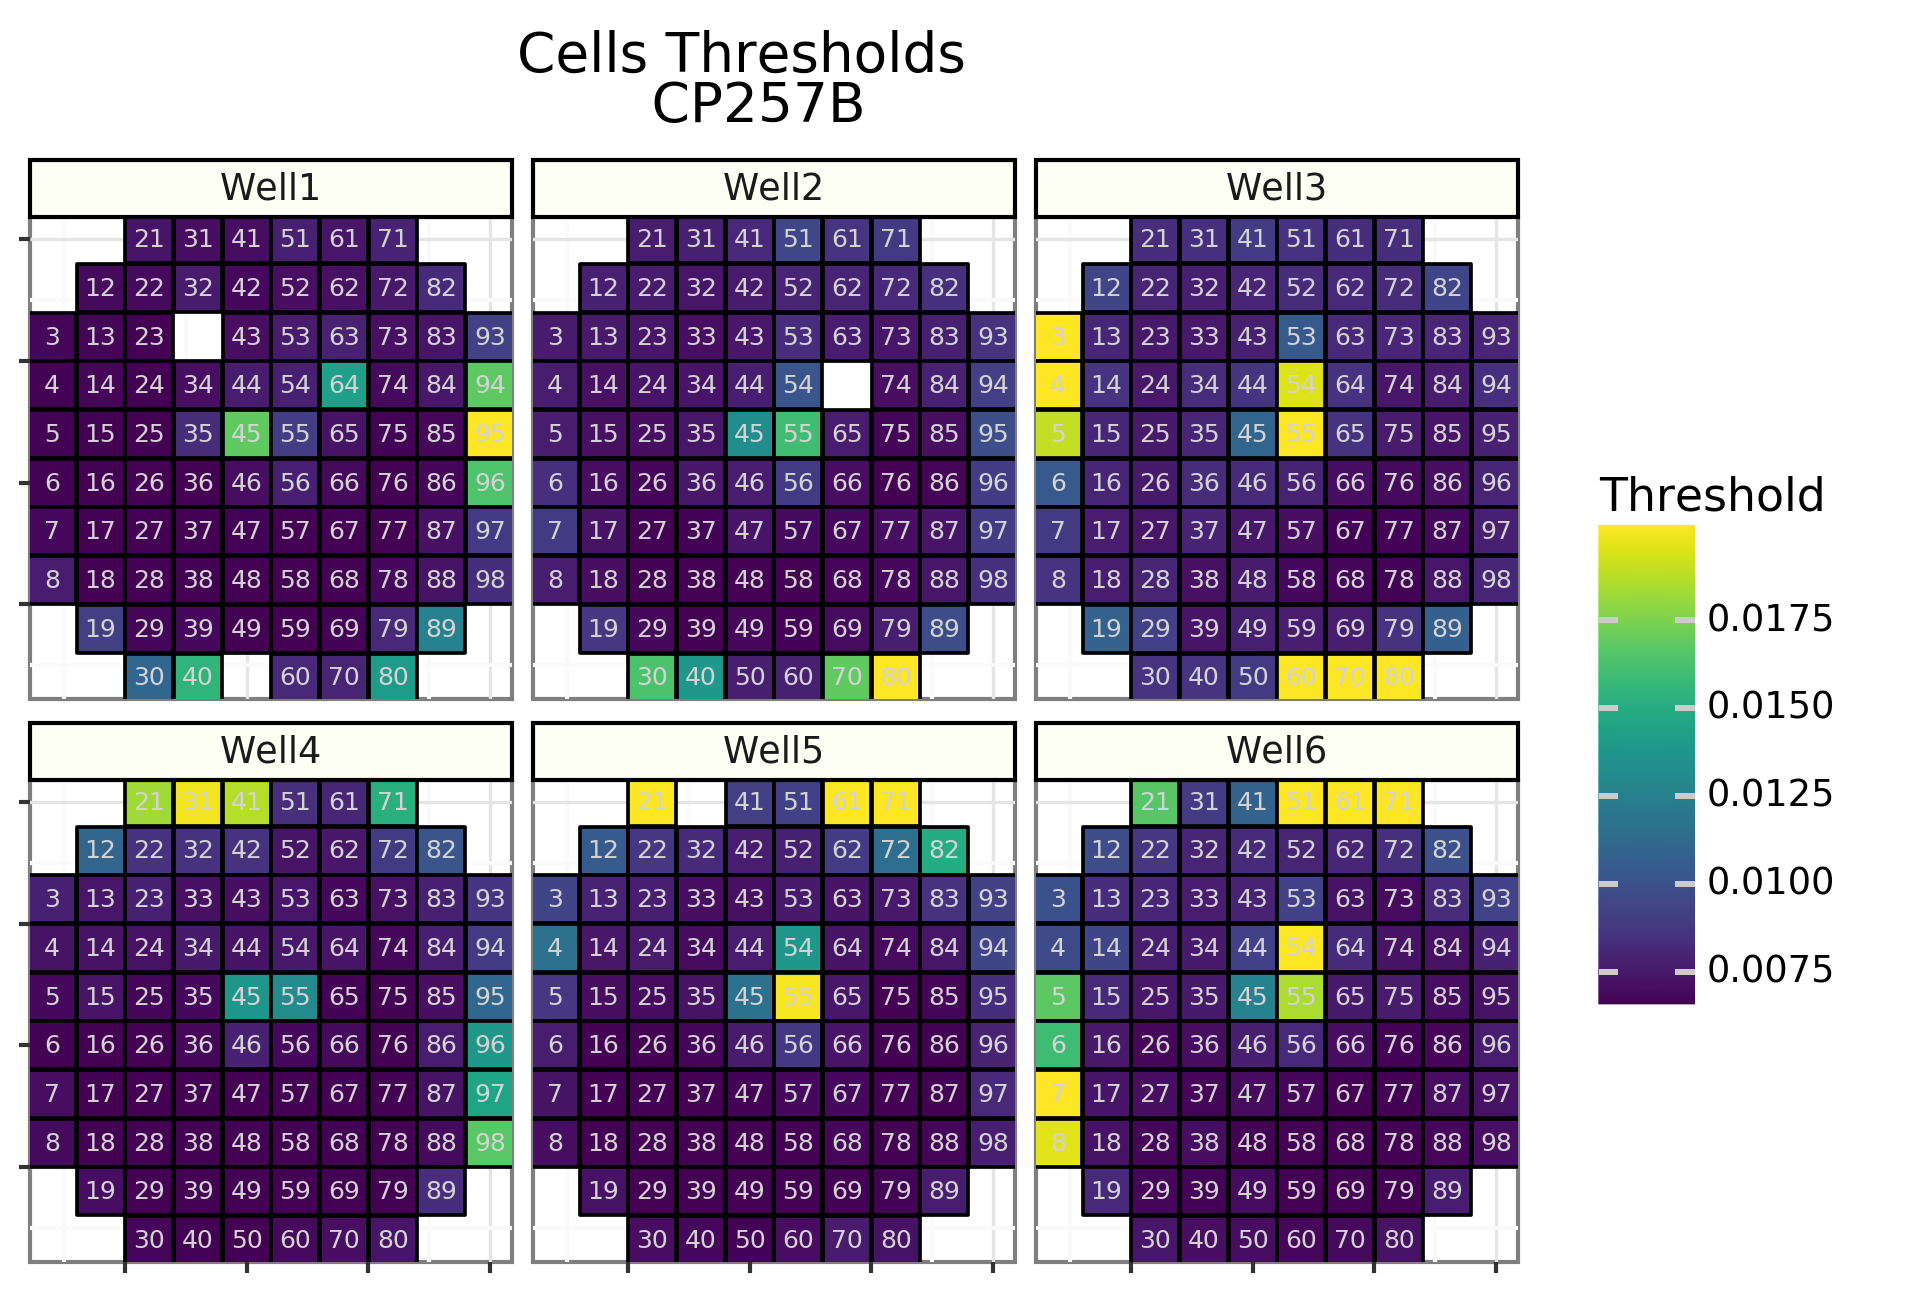 Cells Thresholds
CP257B
Well1 Well2 Well3
21 31 41 51 61 71 21 31 41 51 61 71 21 31 41 51 61 71
12 22 32 42 52 62 72 82 12 22 32 42 52 62 72 82 12 22 32 42 52 62 72 82
3 13 23 43 53 63 73 83 93 3 13 23 33 43 53 63 73 83 93 3 13 23 33 43 53 63 73 83 93
4 14 24 34 44 54 64 74 84 94 4 14 24 34 44 54 74 84 94 4 14 24 34 44 54 64 74 84 94
5 15 25 35 45 55 65 75 85 95 5 15 25 35 45 55 65 75 85 95 5 15 25 35 45 55 65 75 85 95
6 16 26 36 46 56 66 76 86 96 6 16 26 36 46 56 66 76 86 96 6 16 26 36 46 56 66 76 86 96
7 17 27 37 47 57 67 77 87 97 7 17 27 37 47 57 67 77 87 97 7 17 27 37 47 57 67 77 87 97
8 18 28 38 48 58 68 78 88 98 8 18 28 38 48 58 68 78 88 98 8 18 28 38 48 58 68 78 88 98
19 29 39 49 59 69 79 89 19 29 39 49 59 69 79 89 19 29 39 49 59 69 79 89
30 40 60 70 80 30 40 50 60 70 80 30 40 50 60 70 80
Well4 Well5 Well6
21 31 41 51 61 71 21 41 51 61 71 21 31 41 51 61 71
12 22 32 42 52 62 72 82 12 22 32 42 52 62 72 82 12 22 32 42 52 62 72 82
3 13 23 33 43 53 63 73 83 93 3 13 23 33 43 53 63 73 83 93 3 13 23 33 43 53 63 73 83 93
4 14 24 34 44 54 64 74 84 94 4 14 24 34 44 54 64 74 84 94 4 14 24 34 44 54 64 74 84 94
5 15 25 35 45 55 65 75 85 95 5 15 25 35 45 55 65 75 85 95 5 15 25 35 45 55 65 75 85 95
6 16 26 36 46 56 66 76 86 96 6 16 26 36 46 56 66 76 86 96 6 16 26 36 46 56 66 76 86 96
7 17 27 37 47 57 67 77 87 97 7 17 27 37 47 57 67 77 87 97 7 17 27 37 47 57 67 77 87 97
8 18 28 38 48 58 68 78 88 98 8 18 28 38 48 58 68 78 88 98 8 18 28 38 48 58 68 78 88 98
19 29 39 49 59 69 79 89 19 29 39 49 59 69 79 89 19 29 39 49 59 69 79 89
30 40 50 60 70 80 30 40 50 60 70 80 30 40 50 60 70 80
Threshold
0.0175
0.0150
0.0125
0.0100
0.0075